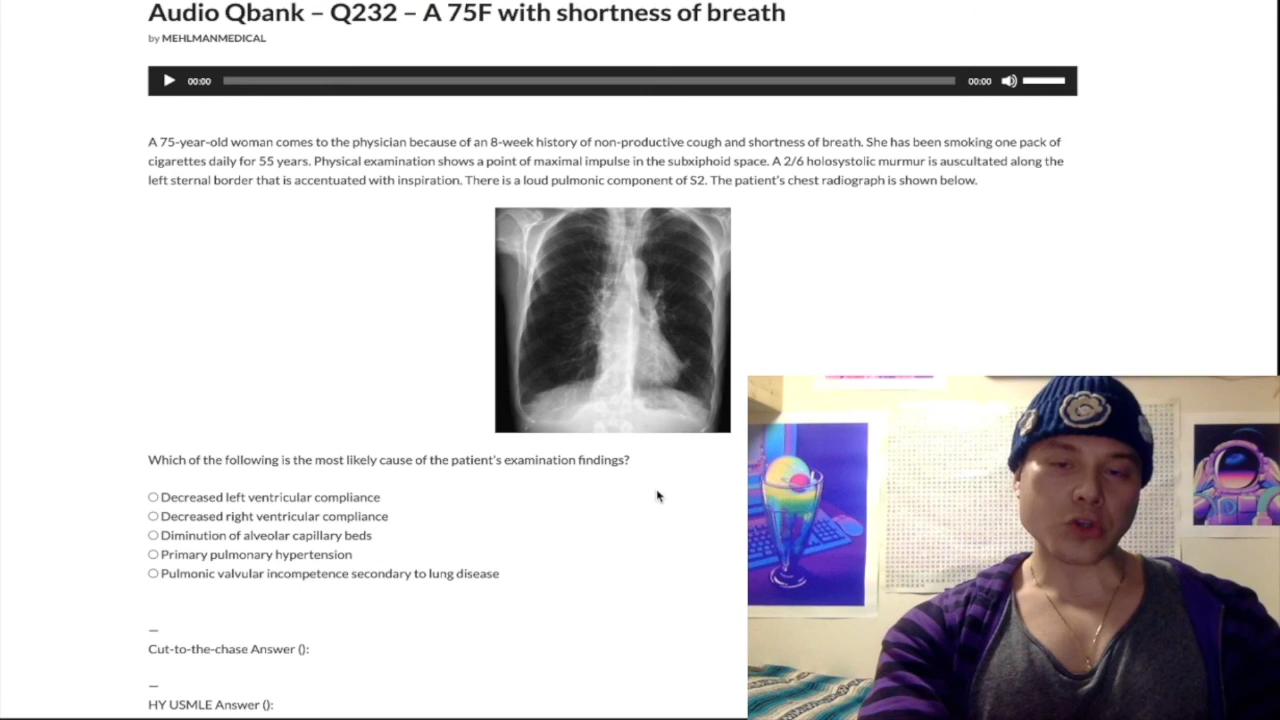 Audio Qbank – Q232 – A 75F with shortness of breath
by MEHLMANMEDICAL
00:00
00:00
A 75-year-old woman comes to the physician because of an 8-week history of non-productive cough and shortness of breath. She has been smoking one pack of
cigarettes daily for 55 years. Physical examination shows a point of maximal impulse in the subxiphoid space. A 2/6 holosystolic murmur is auscultated along the
left sternal border that is accentuated with inspiration. There is a loud pulmonic component of S2. The patient's chest radiograph is shown below.
Which of the following is the most likely cause of the patient's examination findings?
Decreased left ventricular compliance
Decreased right ventricular compliance
Diminution of alveolar capillary beds
Primary pulmonary hypertension
Pulmonic valvular incompetence secondary to lung disease
—
Cut-to-the-chase Answer ():
—
HY USMLE Answer ():